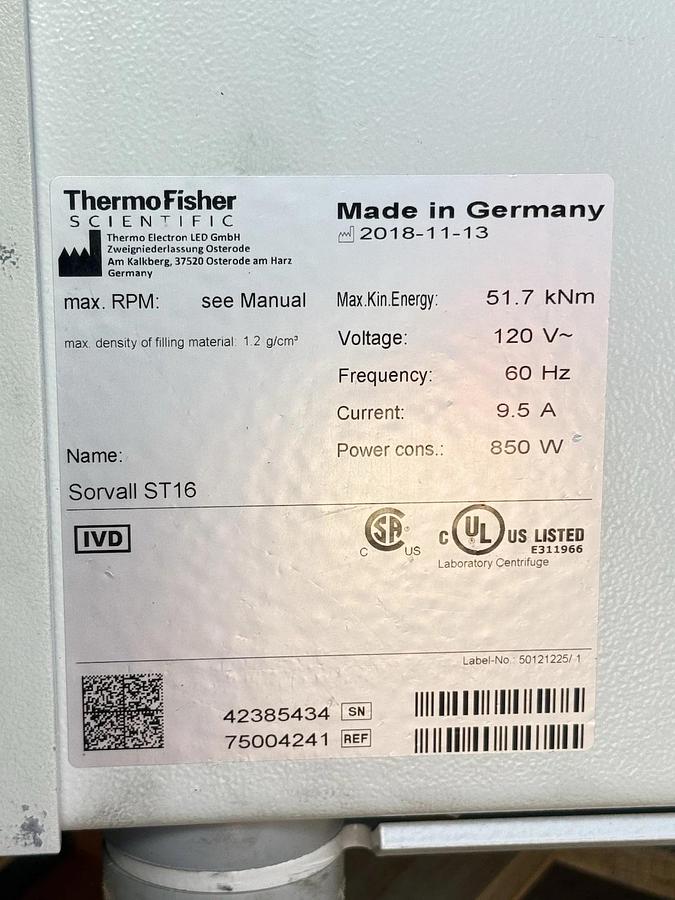 ThermoFisher
SCIENTIFIC
Thermo Electron LED GmbH
Zweigniederlassung Osterode
Am Kalkberg, 37520 Osterode am Harz
Germany
Made in Germany
2018-11-13
max. RPM: see Manual
max. density of filling material: 1.2 g/cm³
Max.Kin.Energy: 51.7 kNm
Voltage: 120 V~
Frequency: 60 Hz
Current: 9.5 A
Power cons.: 850 W
Name:
Sorvall ST16
IVD
C SA US ®
C UL US LISTED ®
E311966
Laboratory Centrifuge
Label-No.: 50121225/ 1
42385434 SN
75004241 REF